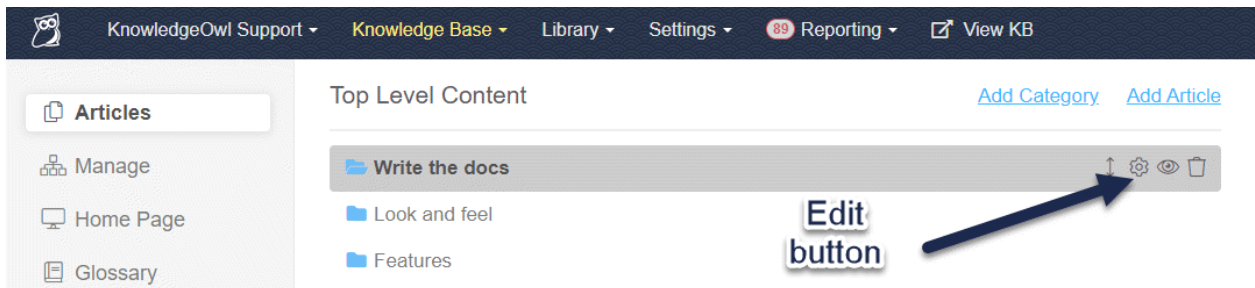 KnowledgeOwl Support Knowledge Base Library Settings 89 Reporting View KB
Articles
Manage
Home Page
Glossary
Top Level Content Add Category Add Article
Write the docs
Look and feel
Features
Edit
button